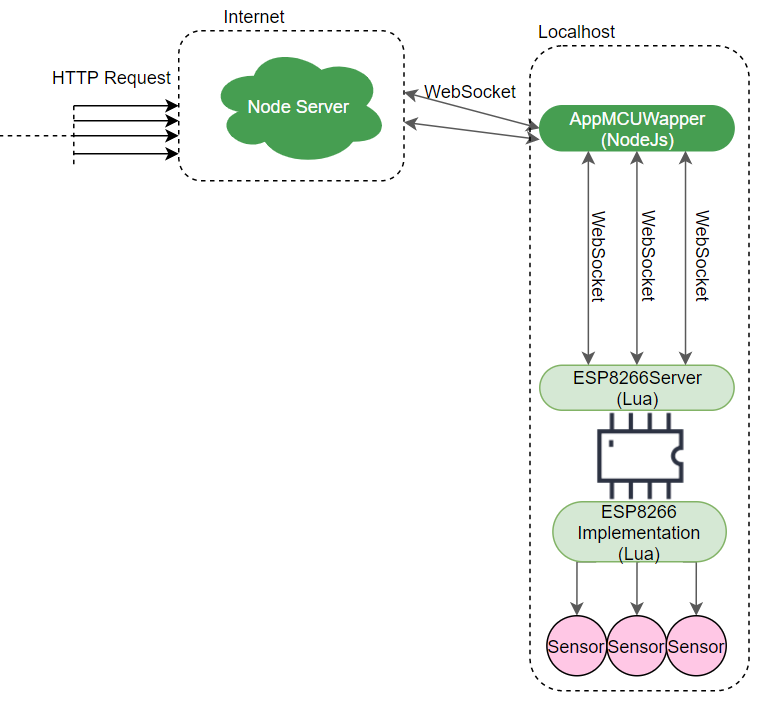 Internet
HTTP Request
Node Server
WebSocket
Localhost
AppMCUWapper
(NodeJs)
WebSocket
WebSocket
WebSocket
ESP8266Server
(Lua)
ESP8266
Implementation
(Lua)
Sensor
Sensor
Sensor